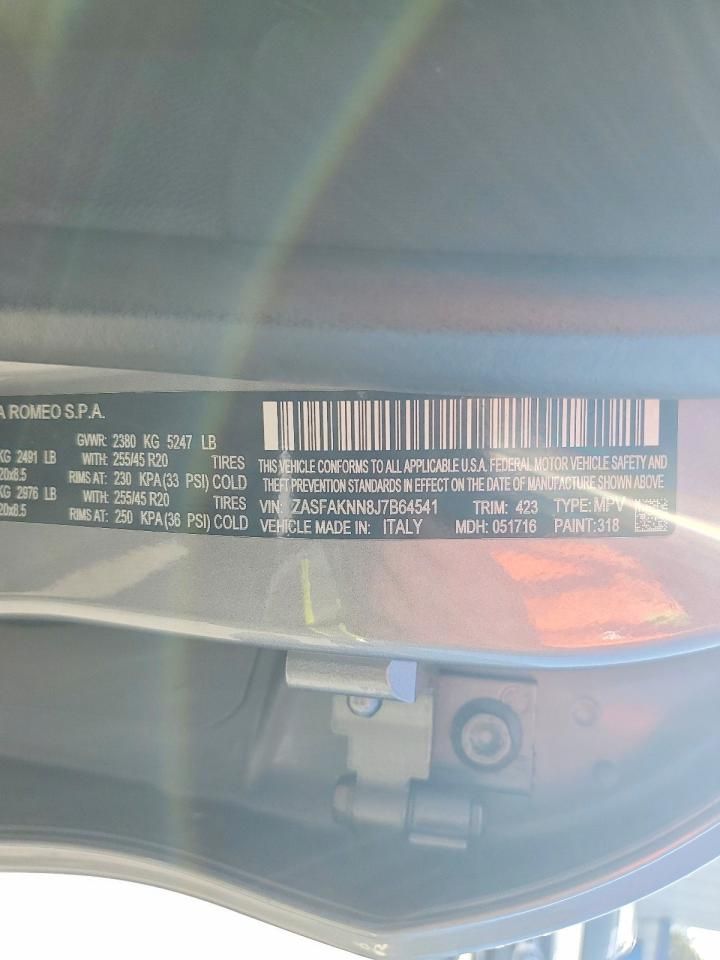 A ROMEO S.P.A.
GVWR: 2380 KG 5247 LB
KG 2491 LB WITH: 255/45 R20 TIRES
20x8.5 RIMS AT: 230 KPA(33 PSI) COLD
KG 2976 LB WITH: 255/45 R20 TIRES
20x8.5 RIMS AT: 250 KPA(36 PSI) COLD
THIS VEHICLE CONFORMS TO ALL APPLICABLE U.S.A. FEDERAL MOTOR VEHICLE SAFETY AND
THEFT PREVENTION STANDARDS IN EFFECT ON THE DATE OF MANUFACTURE SHOWN ABOVE
VIN: ZASFAKNN8J7B64541 TRIM: 423 TYPE: MPV
VEHICLE MADE IN: ITALY MDH: 051716 PAINT: 318